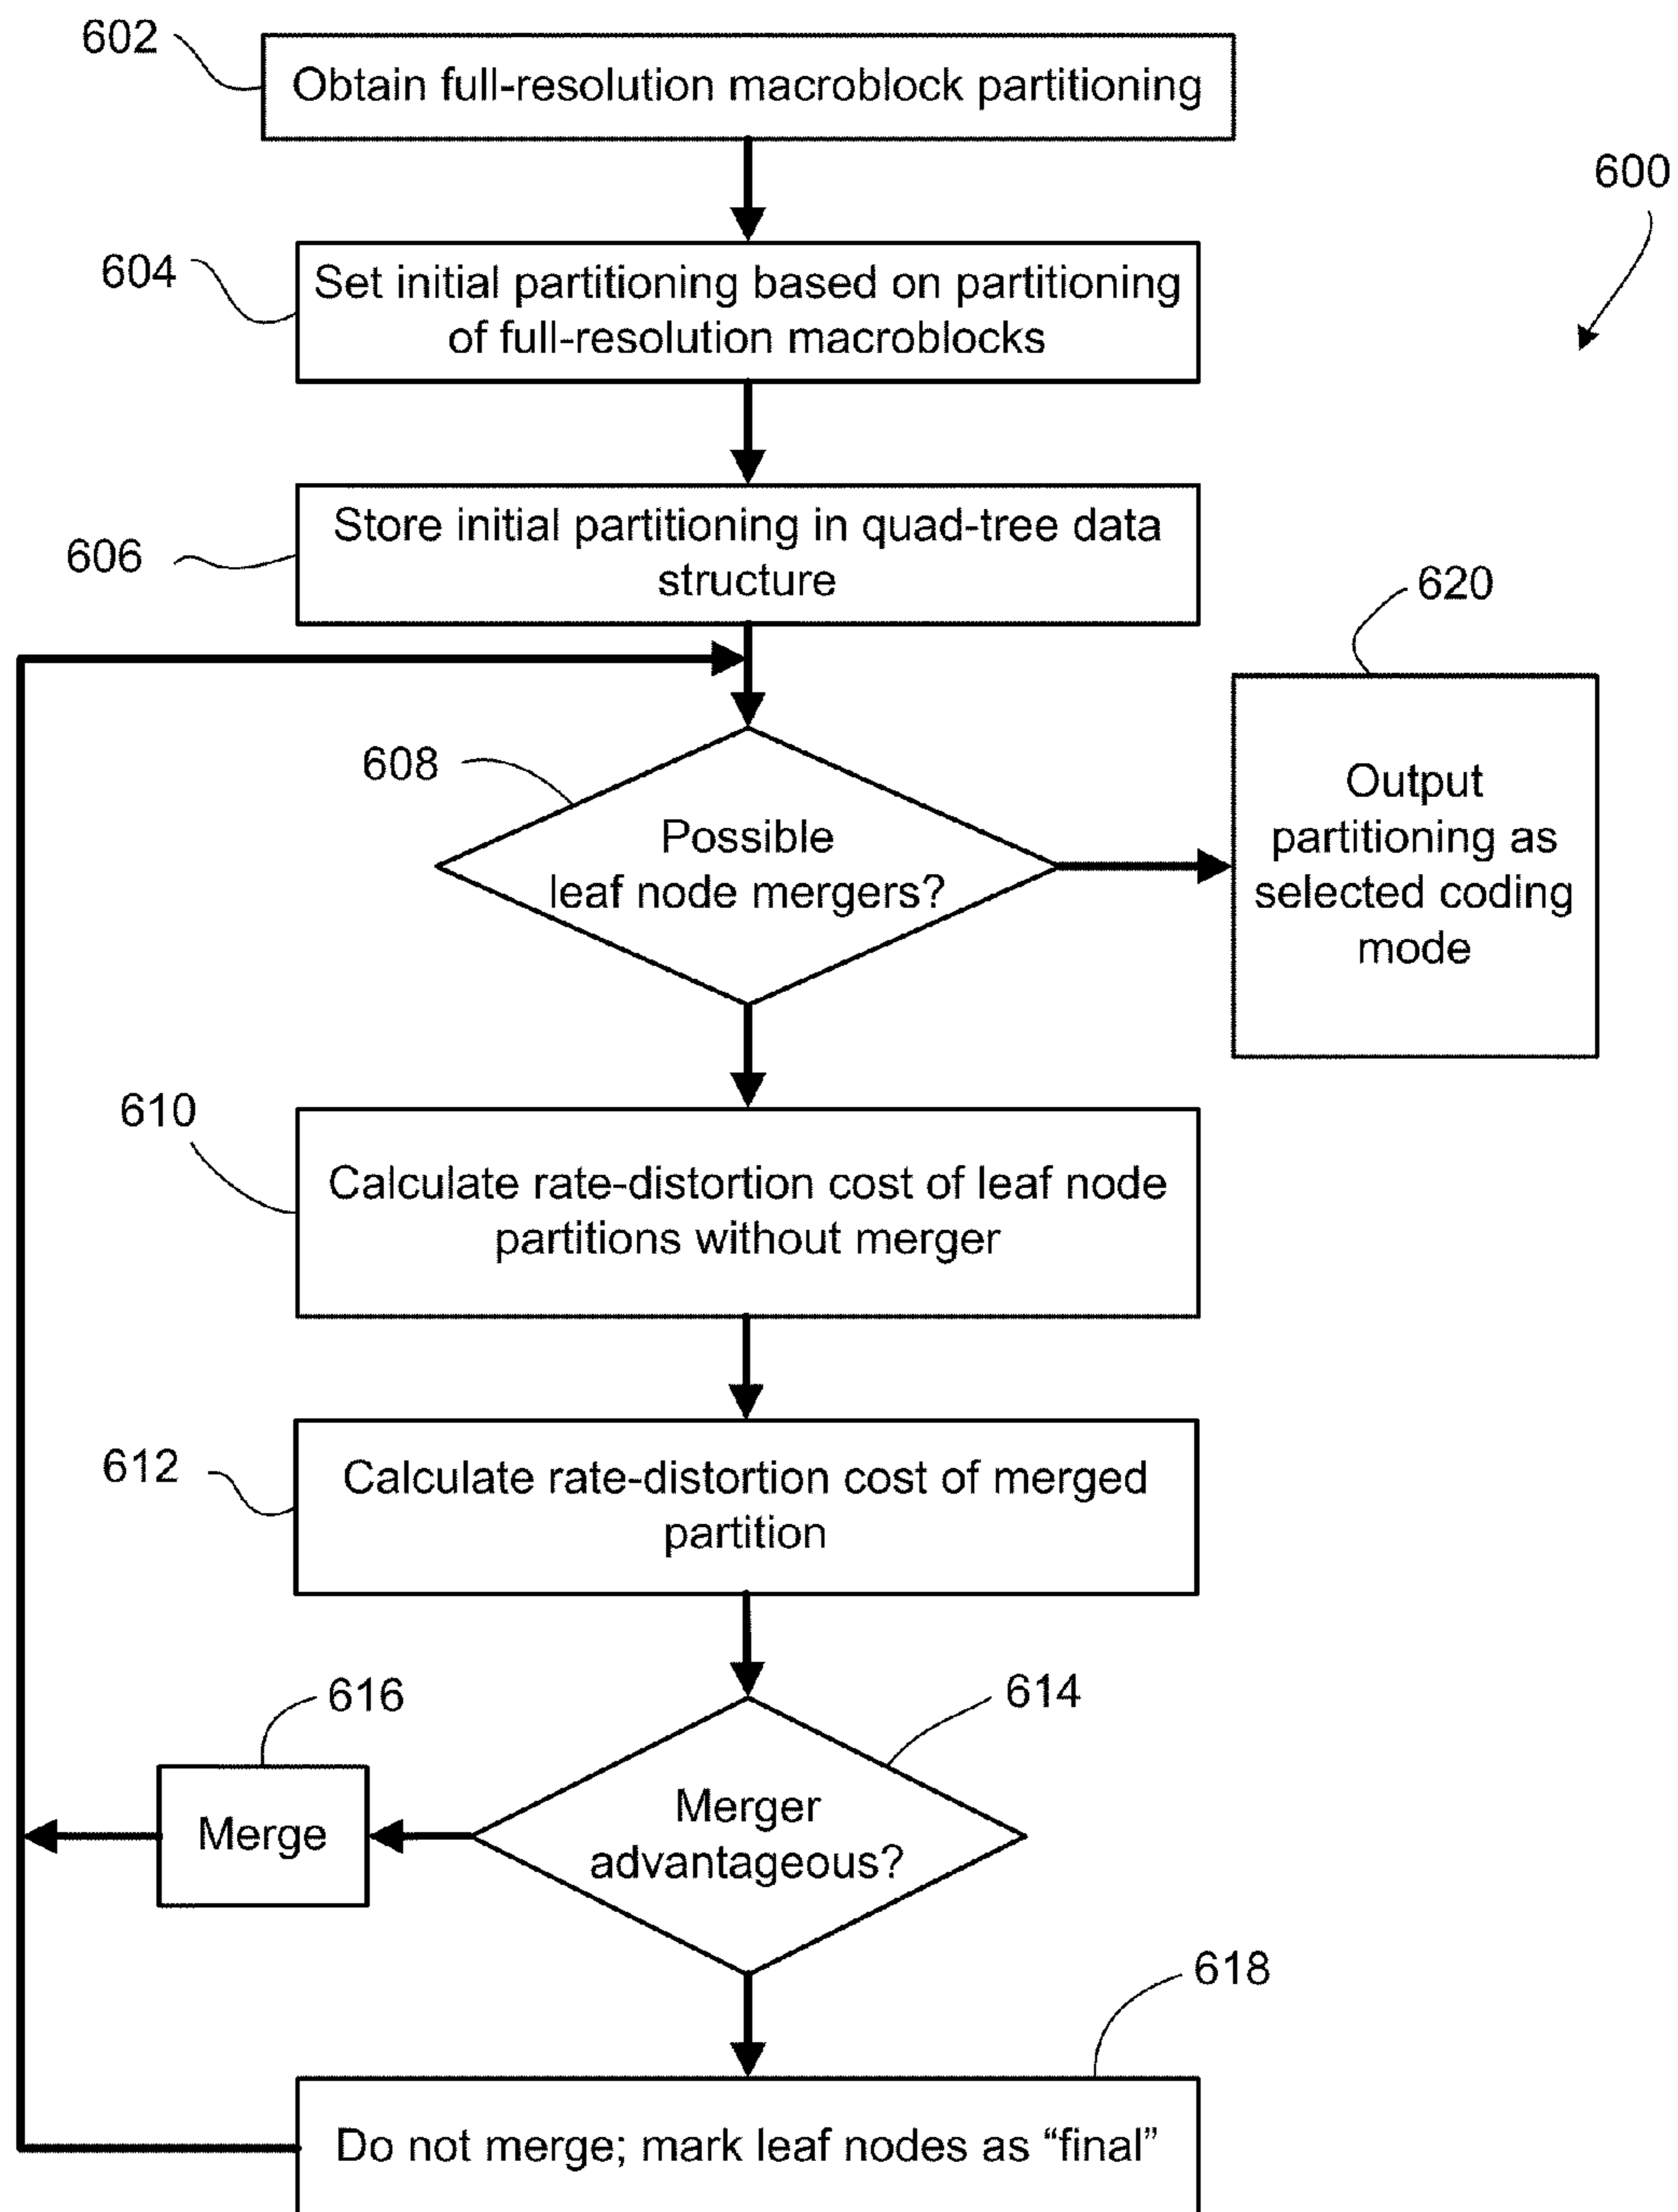 602
Obtain full-resolution macroblock partitioning
600
604
Set initial partitioning based on partitioning
of full-resolution macroblocks
606
Store initial partitioning in quad-tree data
structure
620
608
Possible
leaf node mergers?
Output
partitioning as
selected coding
mode
610
Calculate rate-distortion cost of leaf node
partitions without merger
612
Calculate rate-distortion cost of merged
partition
616
614
Merge
Merger
advantageous?
618
Do not merge; mark leaf nodes as “final”